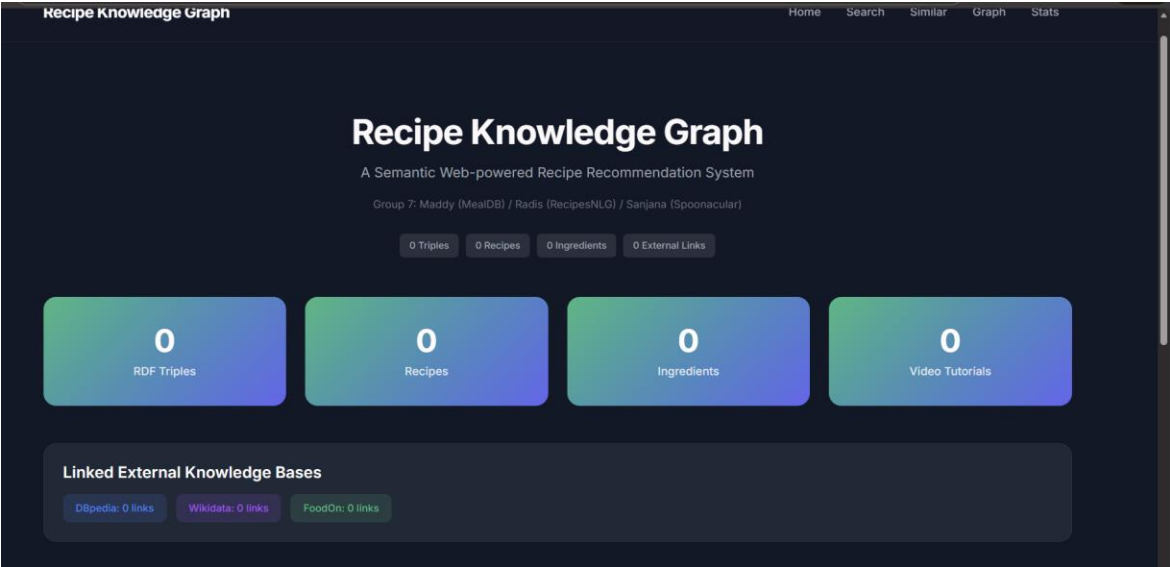 Recipe Knowledge Graph
Home Search Similar Graph Stats
Recipe Knowledge Graph
A Semantic Web-powered Recipe Recommendation System
Group 7: Maddy (MealDB) / Radis (RecipesNLG) / Sanjana (Spoonacular)
0 Triples 0 Recipes 0 Ingredients 0 External Links
0
RDF Triples
0
Recipes
0
Ingredients
0
Video Tutorials
Linked External Knowledge Bases
DBpedia: 0 links Wikidata: 0 links FoodOn: 0 links